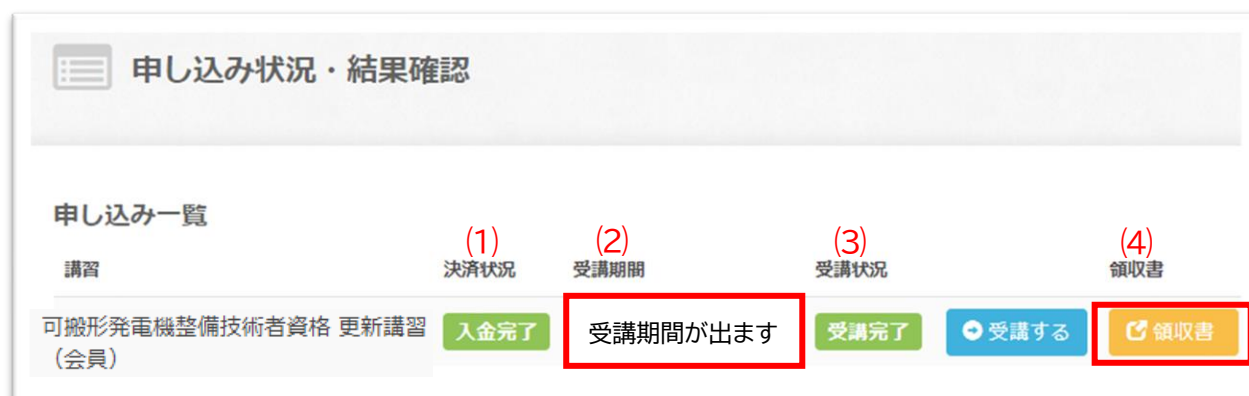 申し込み状況・結果確認
申し込み一覧
(1) (2) (3) (4)
講習 決済状況 受講期間 受講状況 領収書
可搬形発電機整備技術者資格 更新講習 入金完了 受講期間が出ます 受講完了 受講する 領収書
（会員）